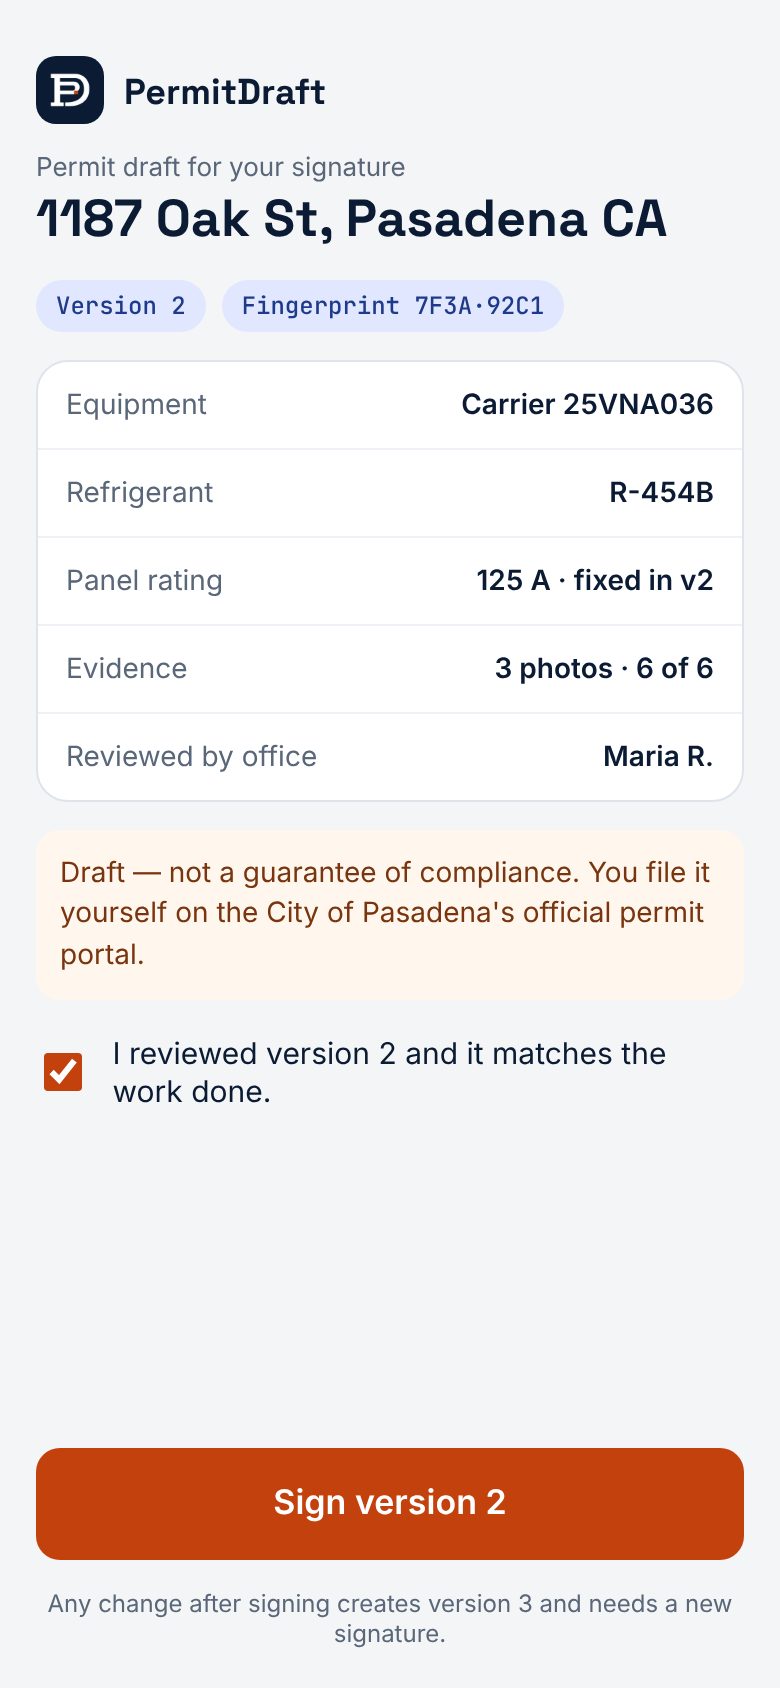 PermitDraft
Permit draft for your signature
1187 Oak St, Pasadena CA
Version 2 Fingerprint 7F3A·92C1
Equipment Carrier 25VNA036
Refrigerant R-454B
Panel rating 125 A · fixed in v2
Evidence 3 photos · 6 of 6
Reviewed by office Maria R.
Draft — not a guarantee of compliance. You file it
yourself on the City of Pasadena's official permit
portal.
I reviewed version 2 and it matches the
work done.
Sign version 2
Any change after signing creates version 3 and needs a new
signature.